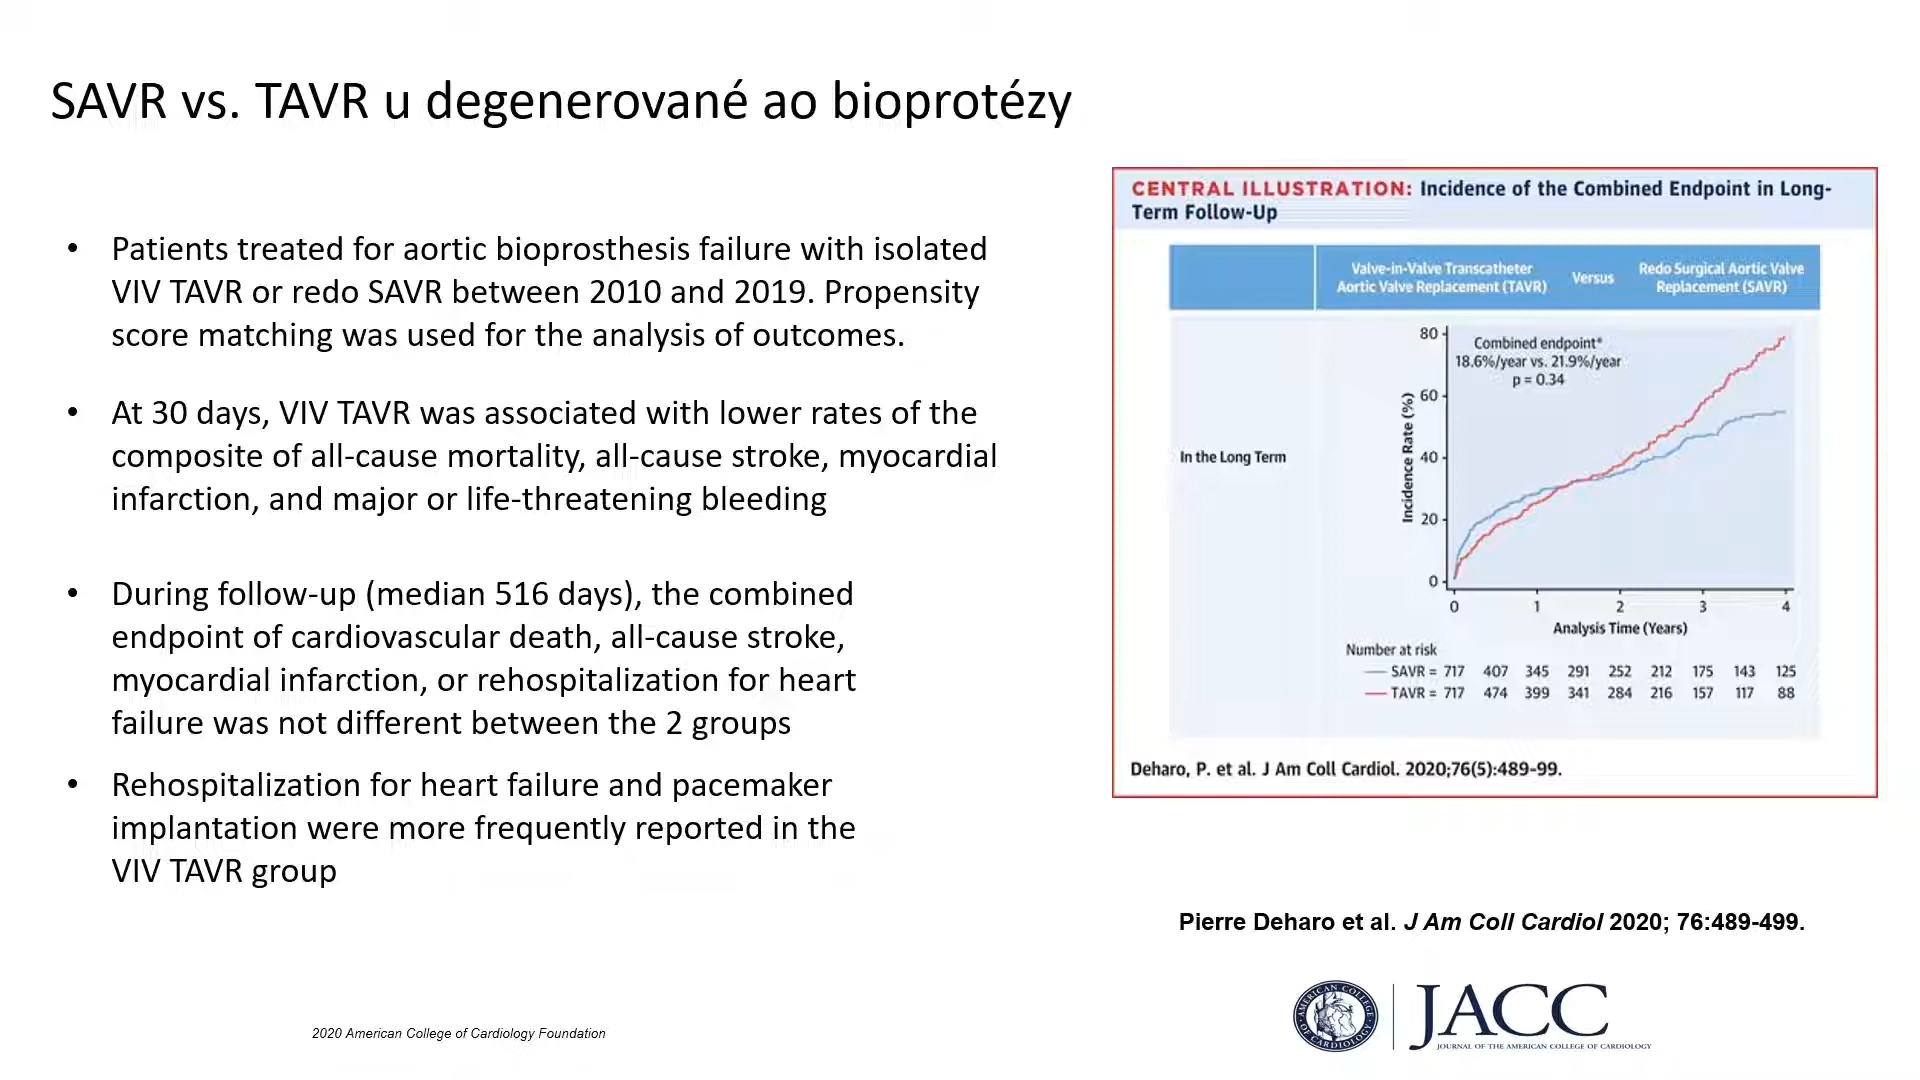 SAVR vs. TAVR u degenerované ao bioprotézy
• Patients treated for aortic bioprosthesis failure with isolated
VIV TAVR or redo SAVR between 2010 and 2019. Propensity
score matching was used for the analysis of outcomes.
• At 30 days, VIV TAVR was associated with lower rates of the
composite of all-cause mortality, all-cause stroke, myocardial
infarction, and major or life-threatening bleeding
• During follow-up (median 516 days), the combined
endpoint of cardiovascular death, all-cause stroke,
myocardial infarction, or rehospitalization for heart
failure was not different between the 2 groups
• Rehospitalization for heart failure and pacemaker
implantation were more frequently reported in the
VIV TAVR group
CENTRAL ILLUSTRATION: Incidence of the Combined Endpoint in Long-
Term Follow-Up
Valve-in-Valve Transcatheter
Aortic Valve Replacement (TAVR)
Versus
Redo Surgical Aortic Valve
Replacement (SAVR)
In the Long Term
Incidence Rate (%)
80
60
40
20
0
Combined endpoint*
18.6%/year vs. 21.9%/year
p = 0.34
0 1 2 3 4
Analysis Time (Years)
Number at risk
SAVR = 717 407 345 291 252 212 175 143 125
TAVR = 717 474 399 341 284 216 157 117 88
Deharo, P. et al. J Am Coll Cardiol. 2020;76(5):489-99.
Pierre Deharo et al. J Am Coll Cardiol 2020; 76:489-499.
AMERICAN COLLEGE OF CARDIOLOGY
JACC
JOURNAL OF THE AMERICAN COLLEGE OF CARDIOLOGY
2020 American College of Cardiology Foundation